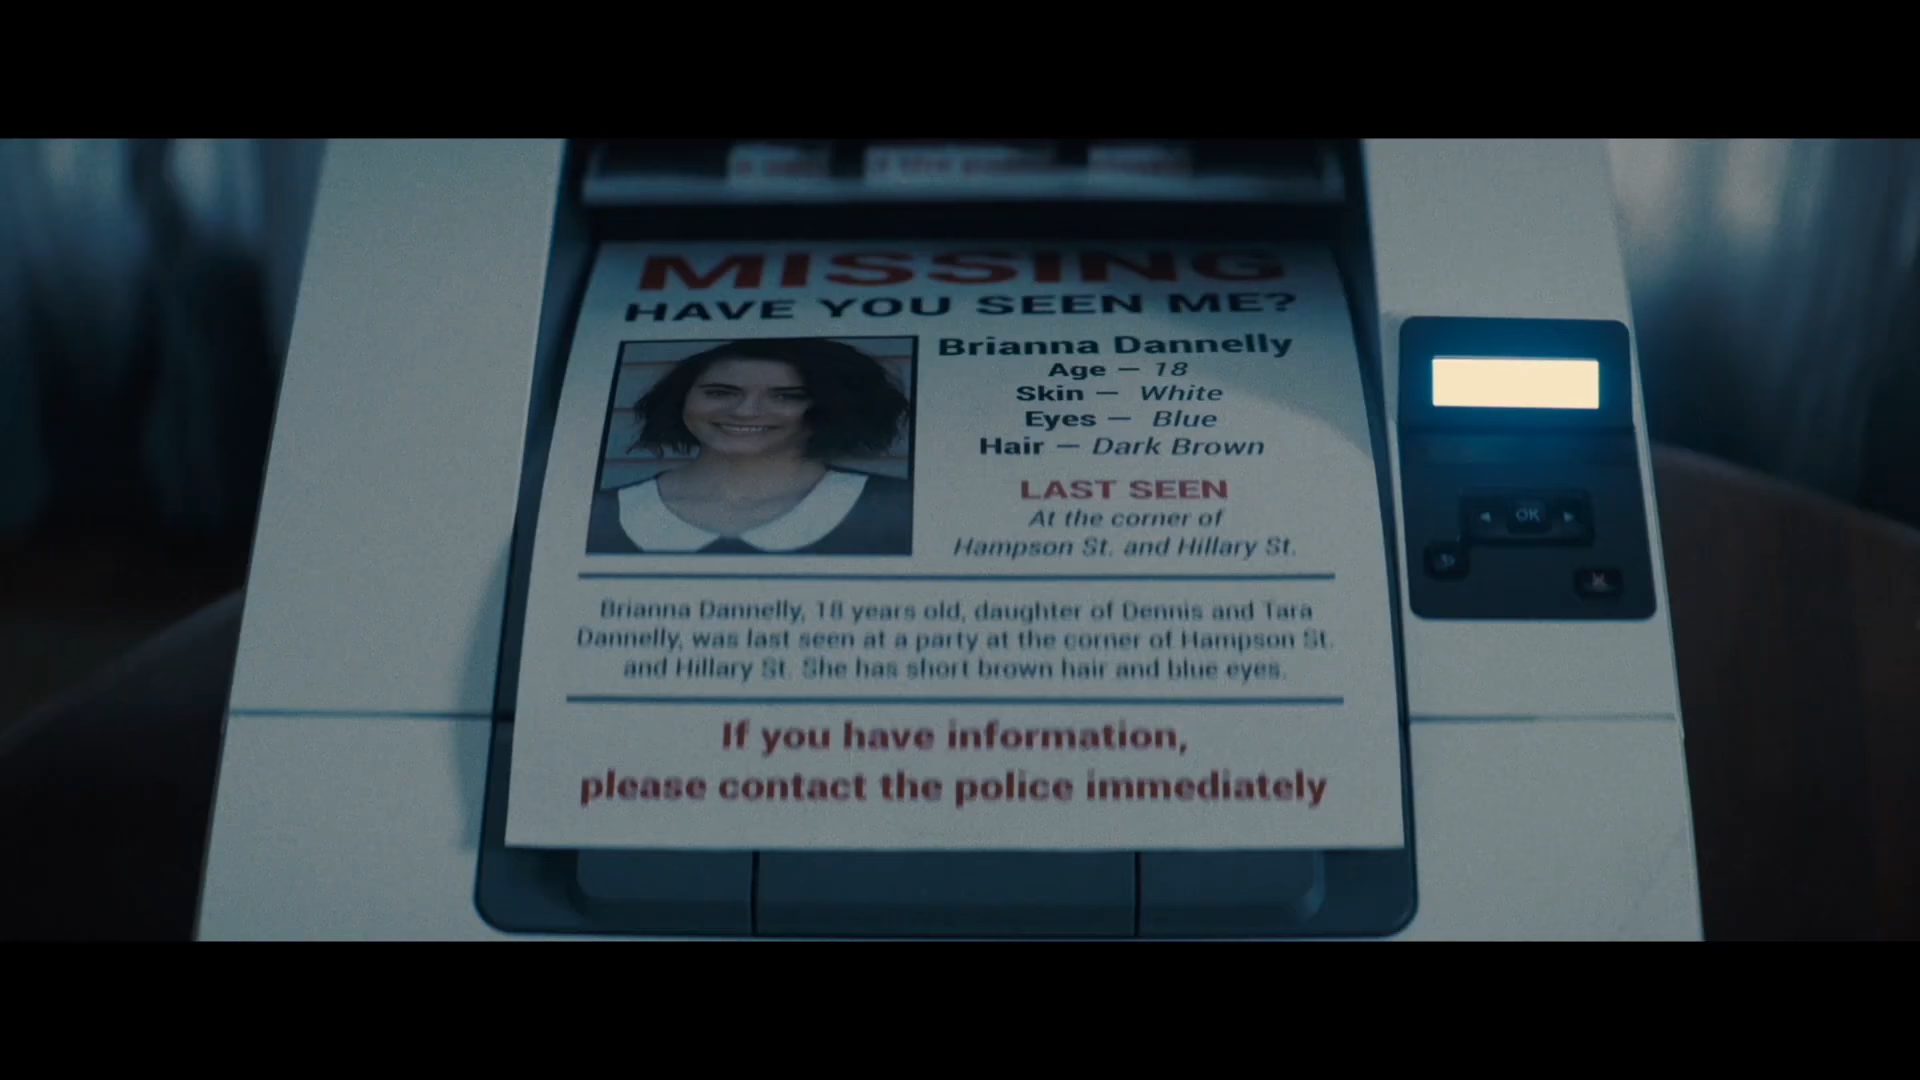 MISSING
HAVE YOU SEEN ME?
Brianna Dannelly
Age — 18
Skin — White
Eyes — Blue
Hair — Dark Brown
LAST SEEN
At the corner of
Hampson St. and Hillary St.
Brianna Dannelly, 18 years old, daughter of Dennis and Tara
Dannelly, was last seen at a party at the corner of Hampson St.
and Hillary St. She has short brown hair and blue eyes.
If you have information,
please contact the police immediately
OK